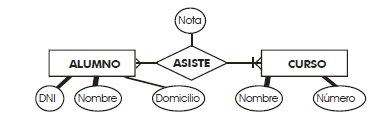 Nota
ALUMNO
ASISTE
CURSO
DNI
Nombre
Domicilio
Nombre
Número